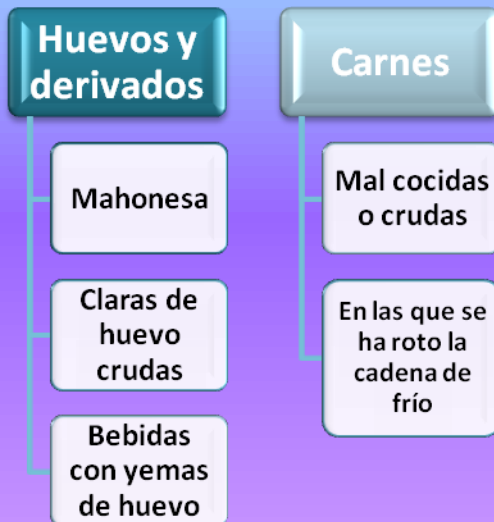 Huevos y
derivados
Mahonesa
Claras de
huevo
crudas
Bebidas
con yemas
de huevo
Carnes
Mal cocidas
o crudas
En las que se
ha roto la
cadena de
frío